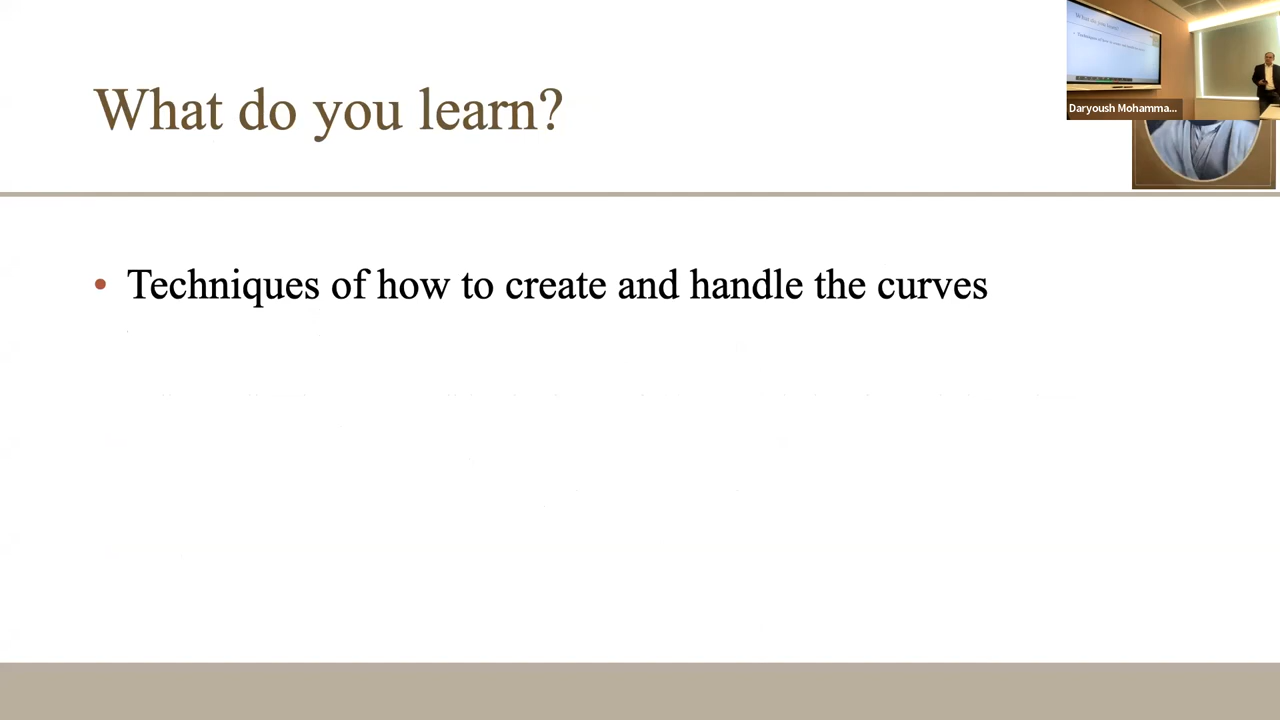 What do you learn?
Daryoush Mohamma...
• Techniques of how to create and handle the curves